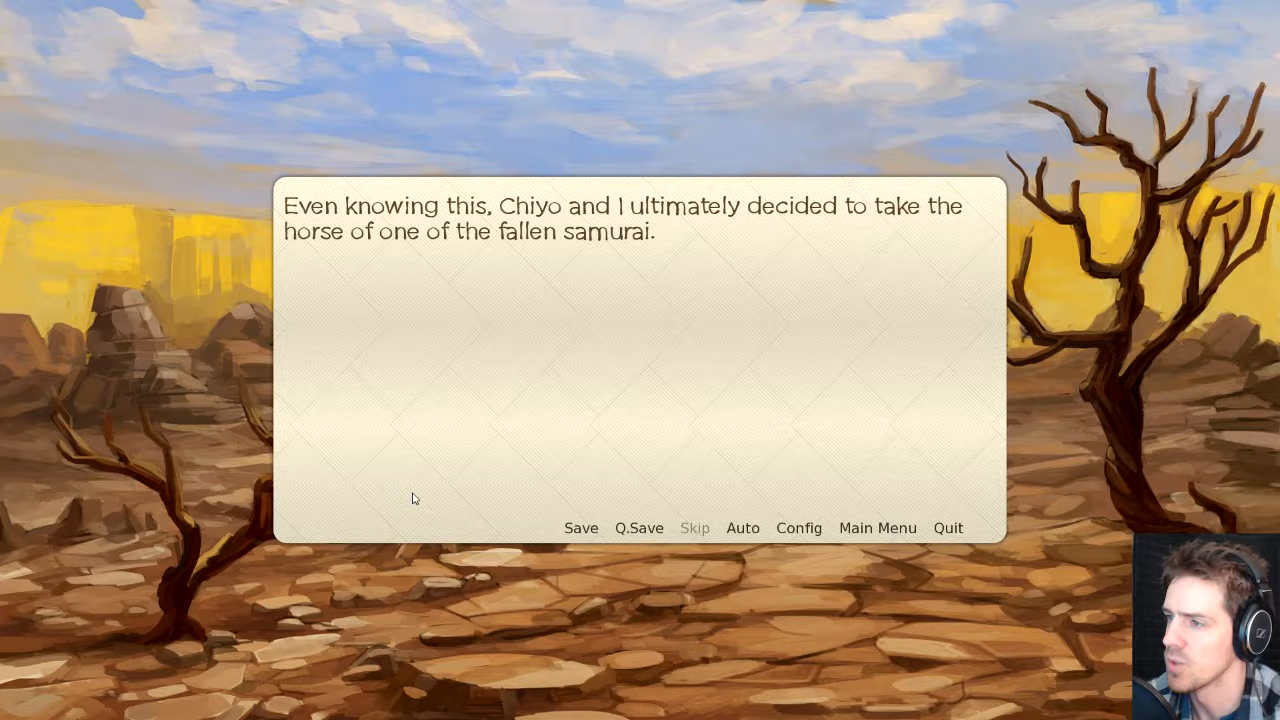 Even knowing this, Chiyo and I ultimately decided to take the
horse of one of the fallen samurai.
Save Q.Save Skip Auto Config Main Menu Quit